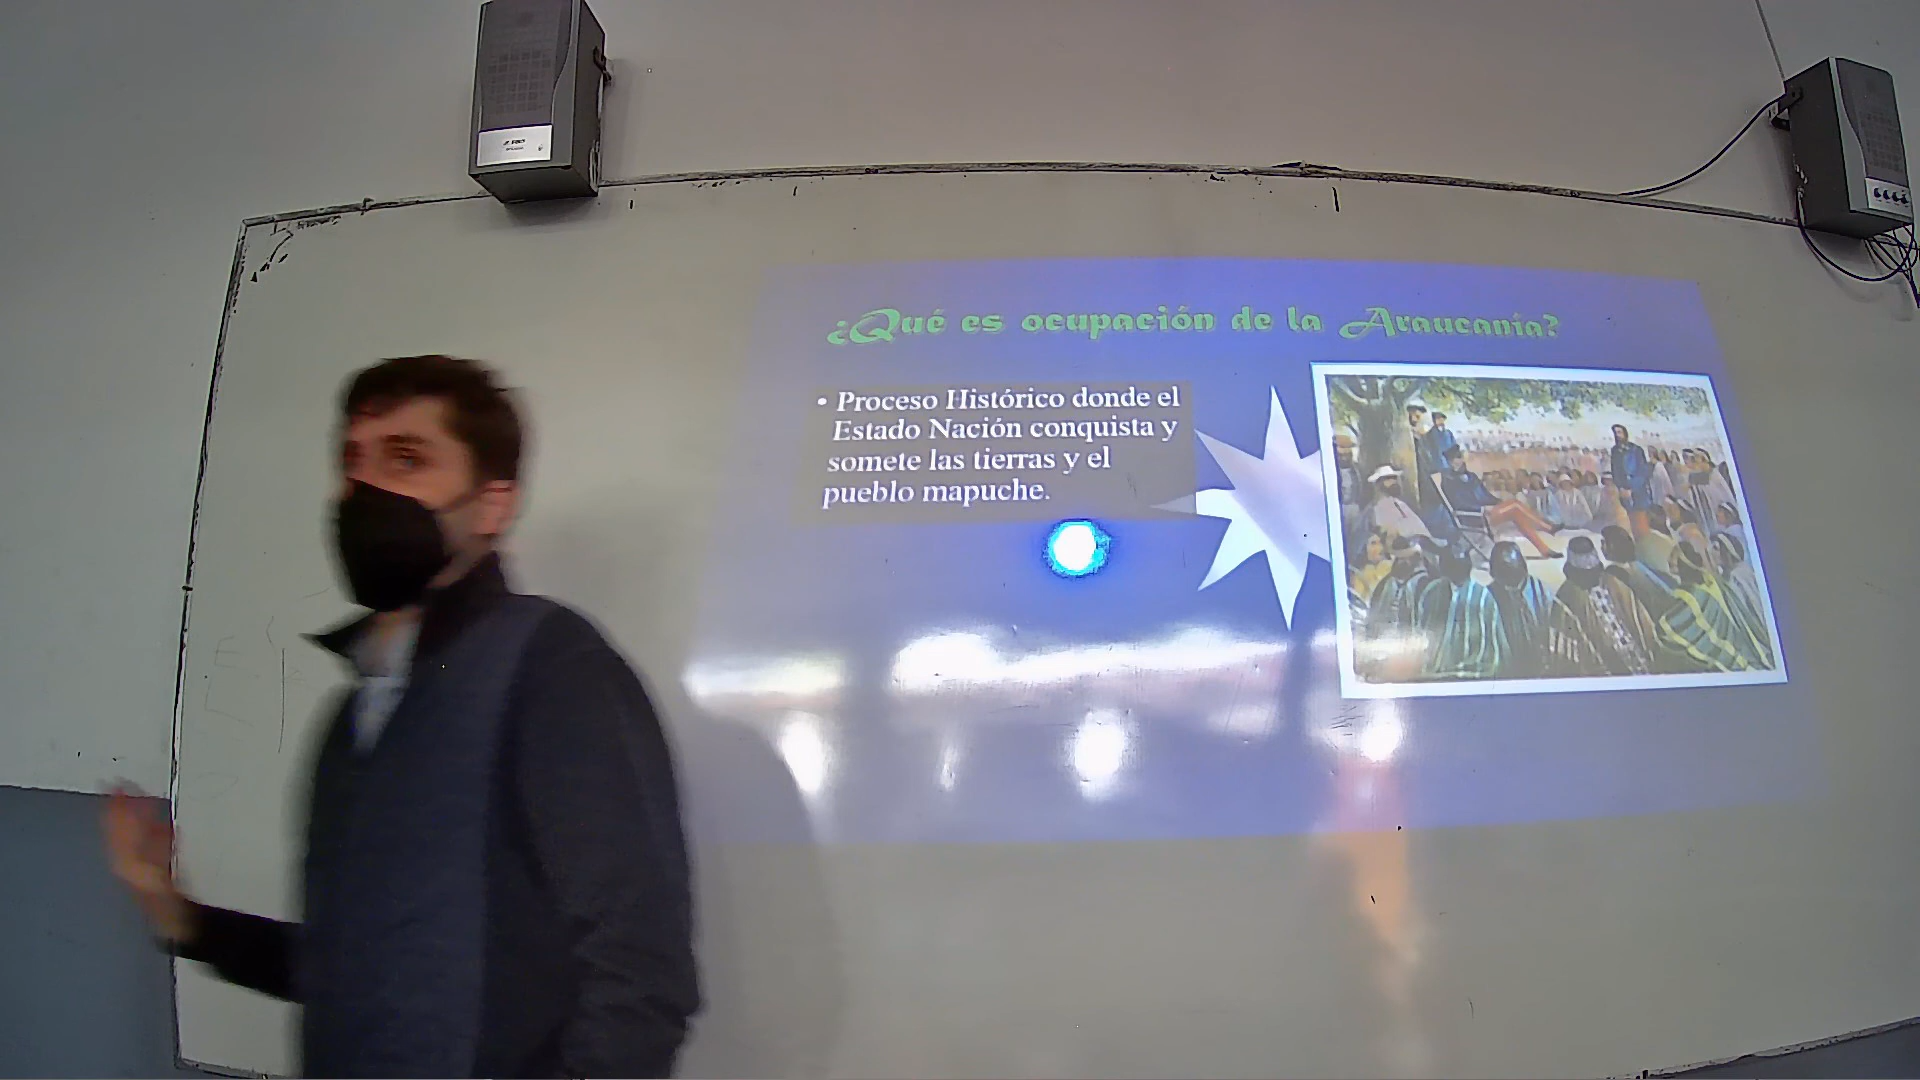 ¿Qué es ocupación de la Araucanía?
• Proceso Histórico donde el
Estado Nación conquista y
somete las tierras y el
pueblo mapuche.